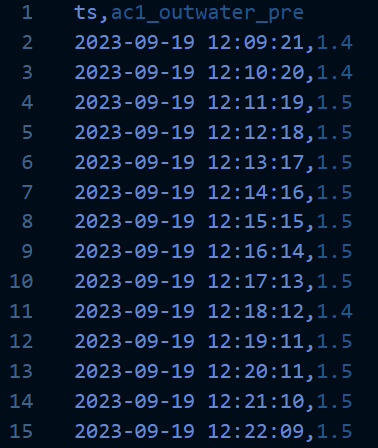 1 ts,ac1_outwater_pre
2 2023-09-19 12:09:21,1.4
3 2023-09-19 12:10:20,1.4
4 2023-09-19 12:11:19,1.5
5 2023-09-19 12:12:18,1.5
6 2023-09-19 12:13:17,1.5
7 2023-09-19 12:14:16,1.5
8 2023-09-19 12:15:15,1.5
9 2023-09-19 12:16:14,1.5
10 2023-09-19 12:17:13,1.5
11 2023-09-19 12:18:12,1.4
12 2023-09-19 12:19:11,1.5
13 2023-09-19 12:20:11,1.5
14 2023-09-19 12:21:10,1.5
15 2023-09-19 12:22:09,1.5